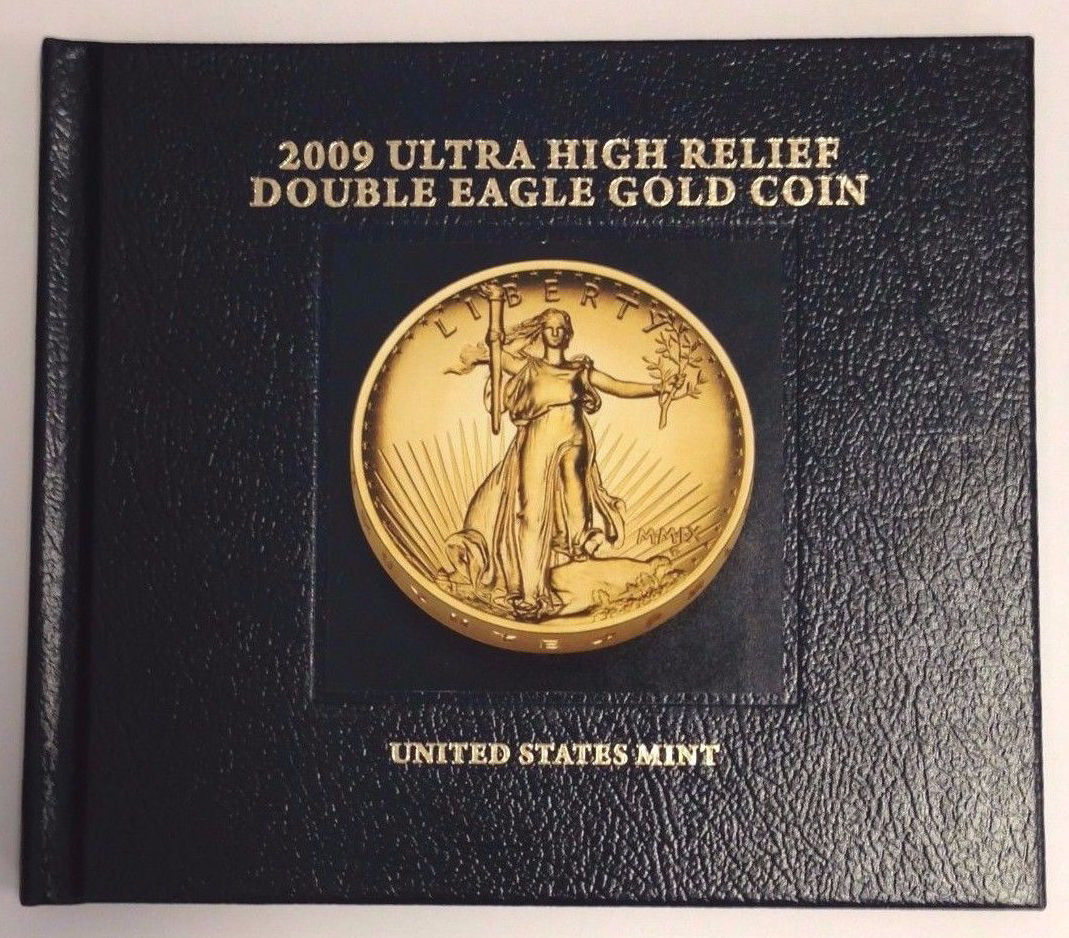 2009 ULTRA HIGH RELIEF
DOUBLE EAGLE GOLD COIN
LIBERTY
MMIX
UNITED STATES MINT